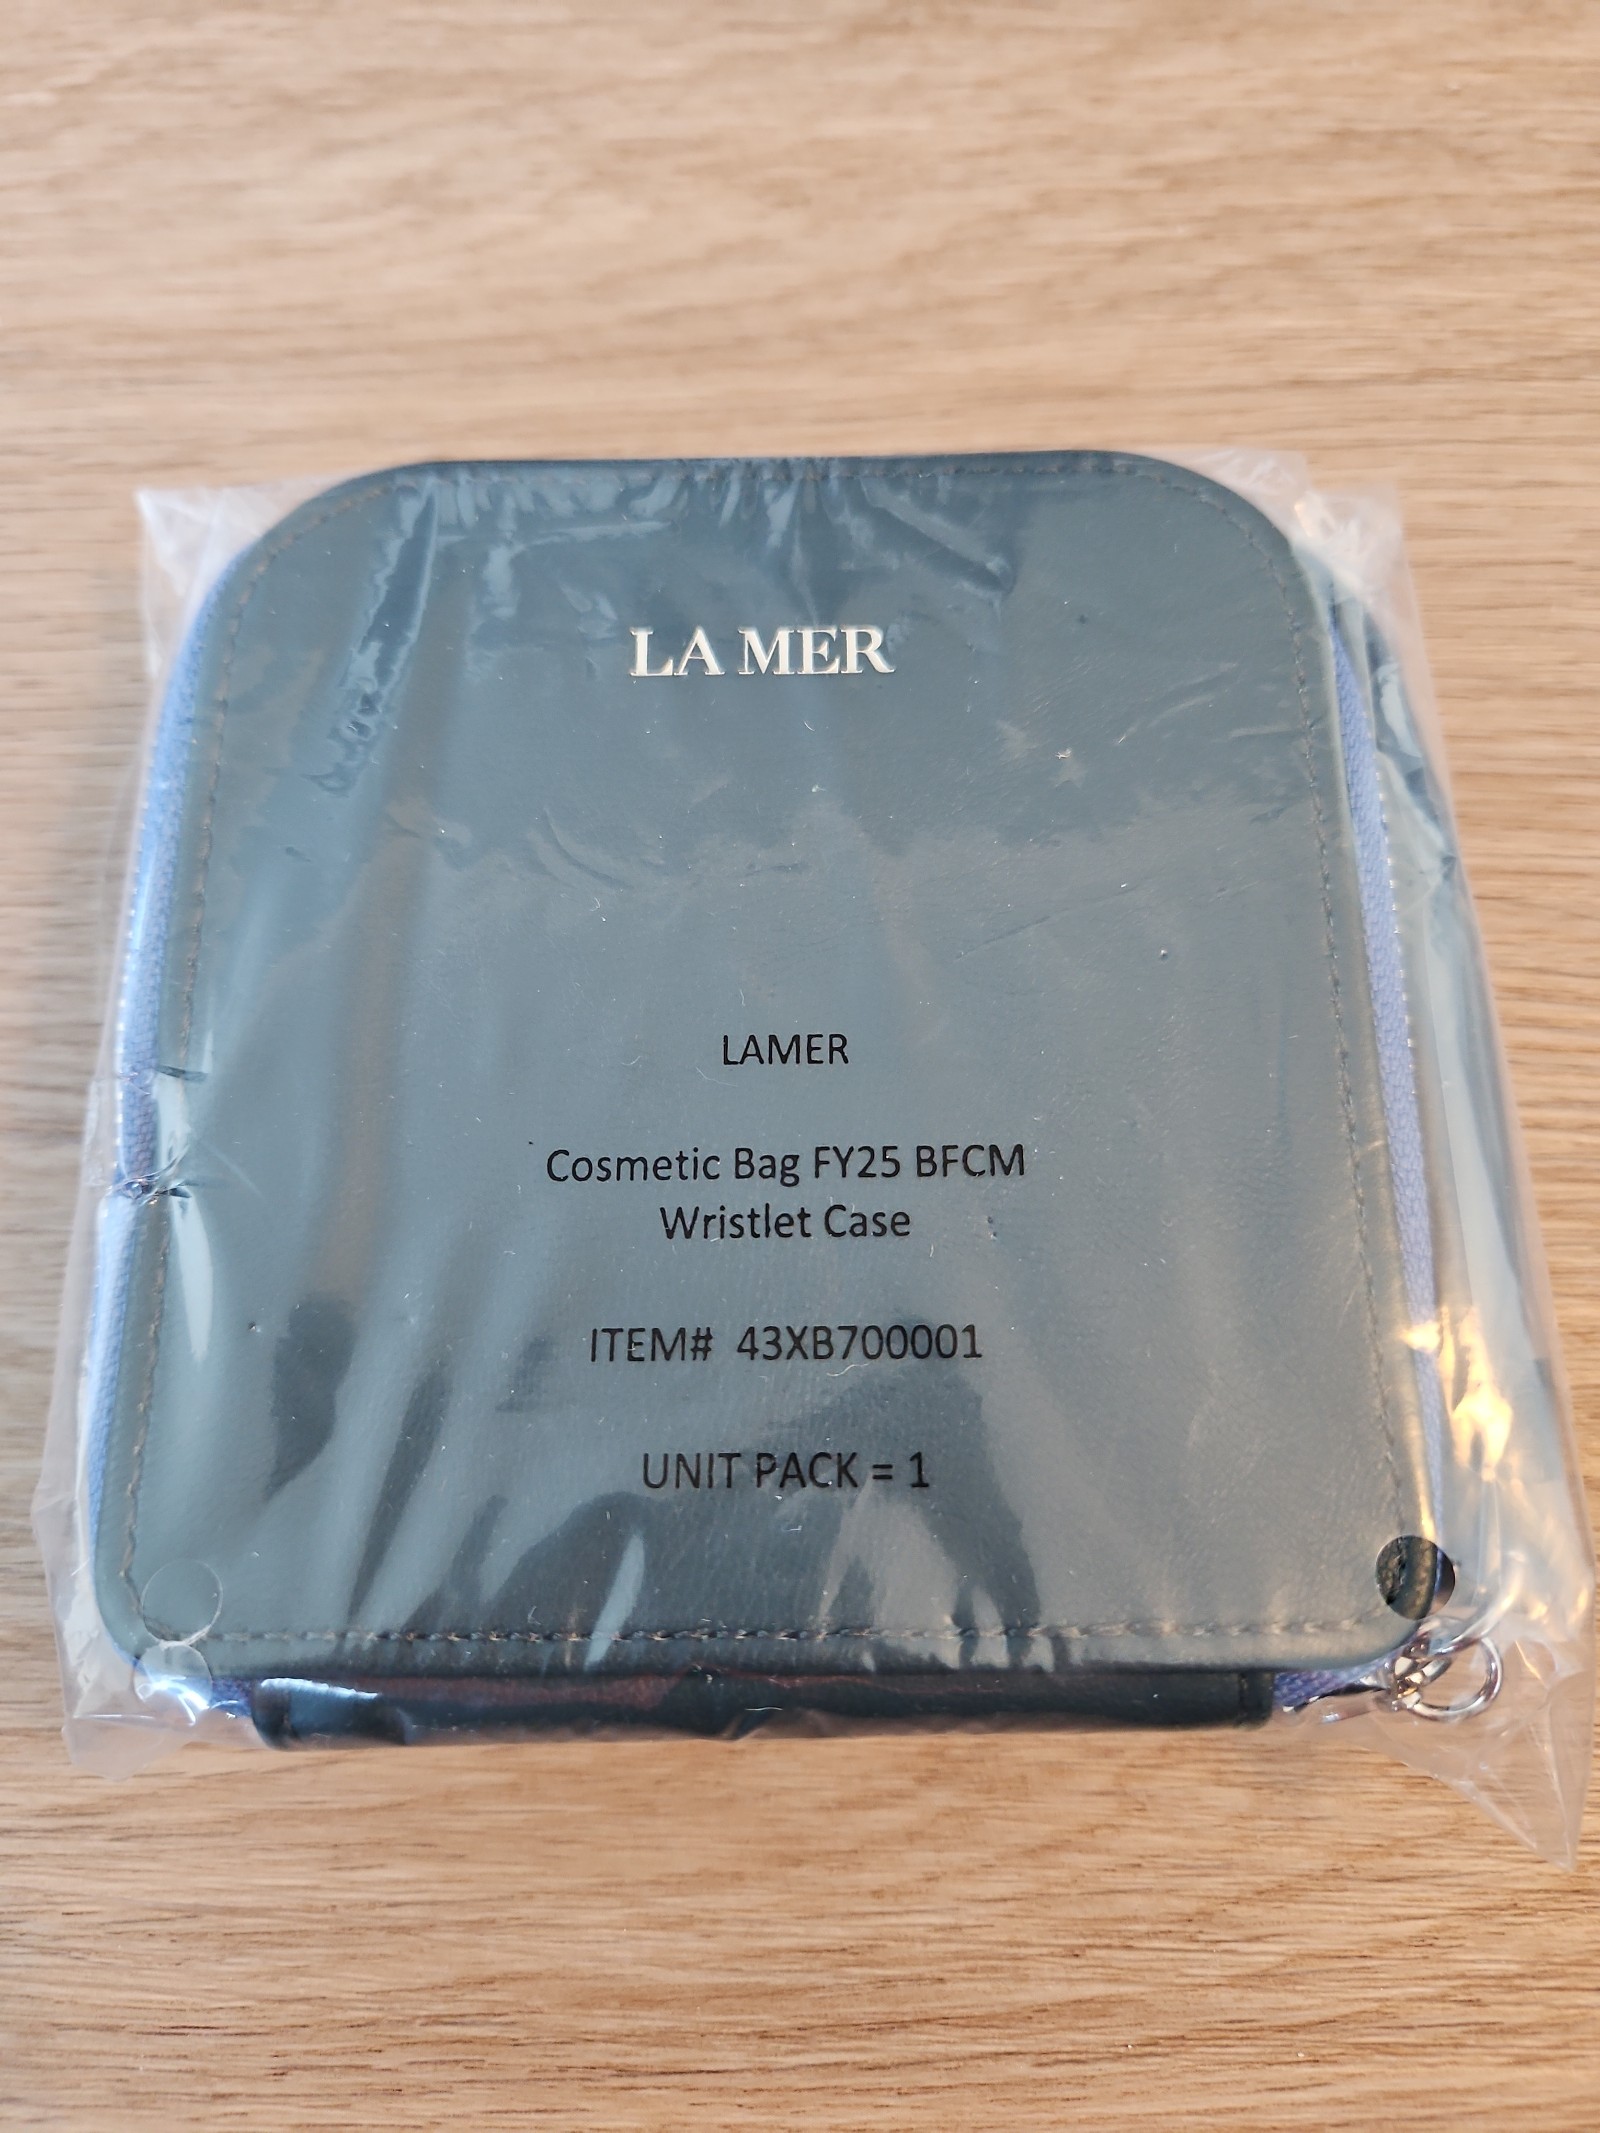 LA MER
LAMER
Cosmetic Bag FY25 BFCM
Wristlet Case
ITEM# 43XB700001
UNIT PACK = 1